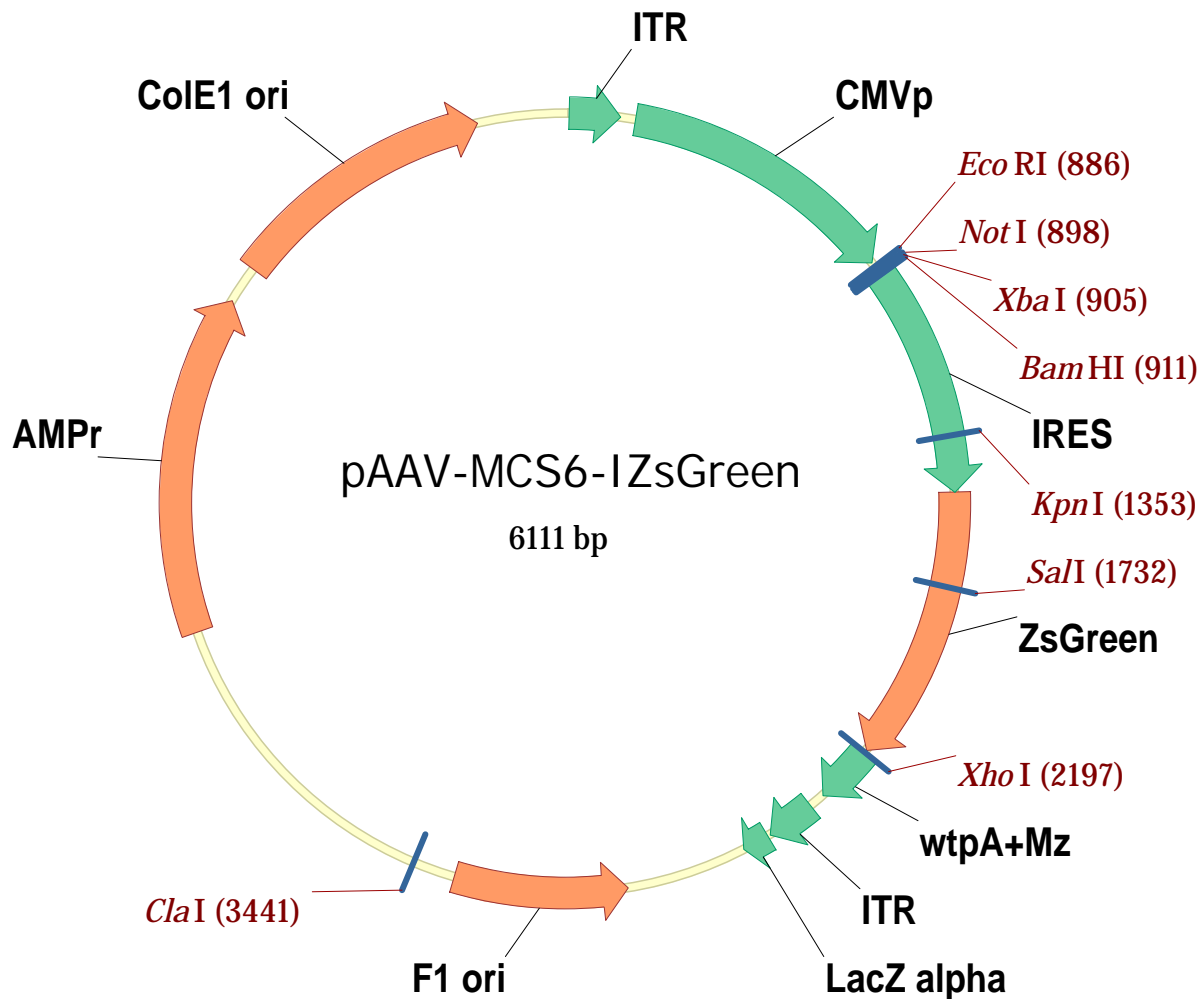 ITR
ColE1 ori
CMVp
Eco RI (886)
Not I (898)
Xba I (905)
Bam HI (911)
IRES
AMPr
pAAV-MCS6-IZsGreen
6111 bp
Kpn I (1353)
Sal I (1732)
ZsGreen
Xho I (2197)
wtpA+Mz
ITR
Cla I (3441)
F1 ori
LacZ alpha